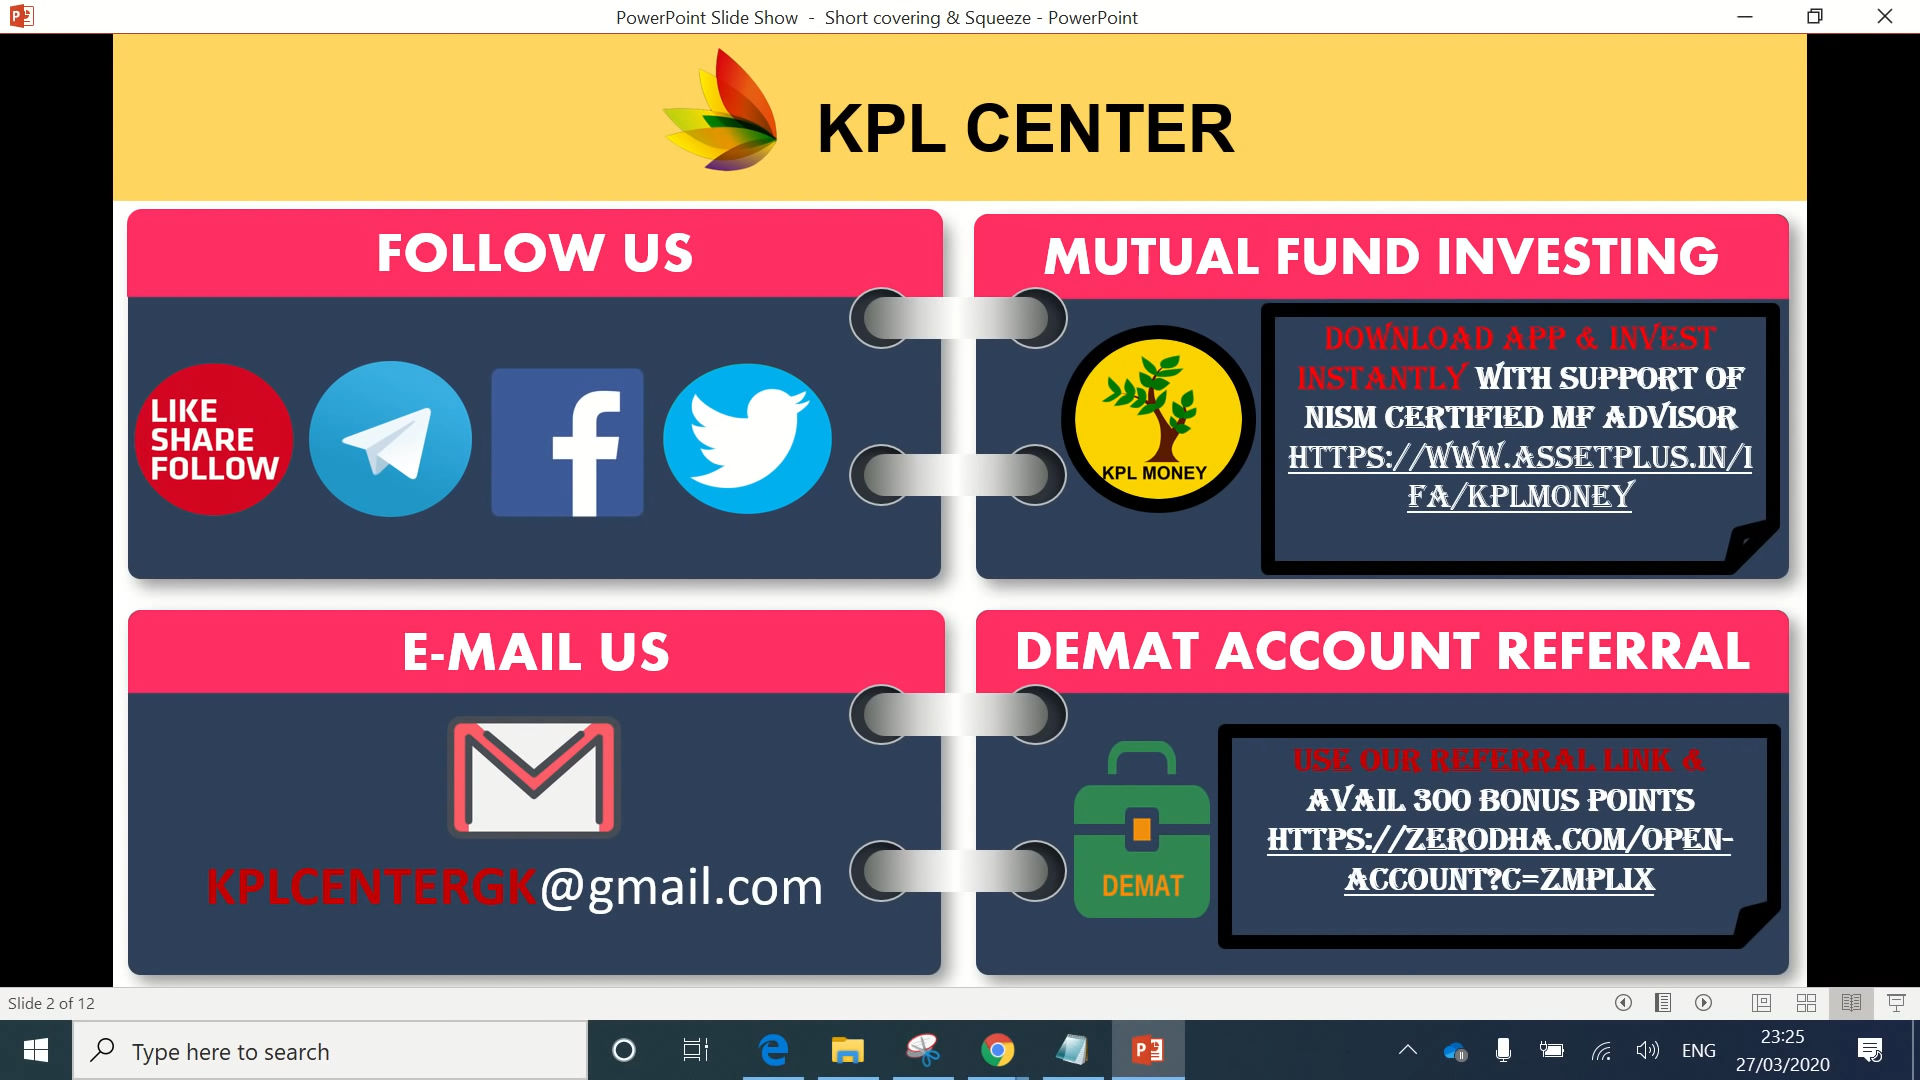 PowerPoint Slide Show - Short covering & Squeeze - PowerPoint
KPL CENTER
FOLLOW US
LIKE
SHARE
FOLLOW
MUTUAL FUND INVESTING
KPL MONEY
DOWNLOAD APP & INVEST
INSTANTLY WITH SUPPORT OF
NISM CERTIFIED MF ADVISOR
HTTPS://WWW.ASSETPLUS.IN/I
FA/KPLMONEY
E-MAIL US
KPLCENTERGK@gmail.com
DEMAT ACCOUNT REFERRAL
DEMAT
USE OUR REFERRAL LINK &
AVAIL 300 BONUS POINTS
HTTPS://ZERODHA.COM/OPEN-
ACCOUNT?C=ZMPLIX
Slide 2 of 12
Type here to search
ENG
23:25
27/03/2020